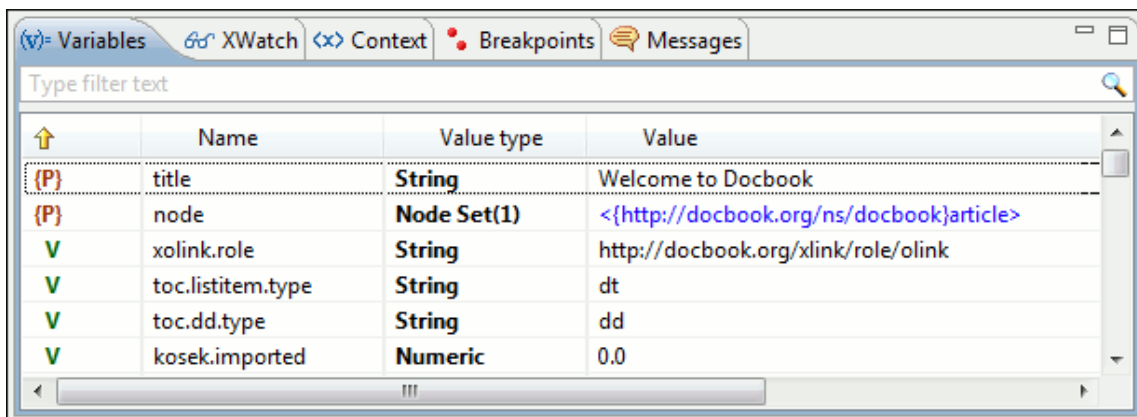 (v)= Variables XWatch <x> Context Breakpoints Messages
Type filter text
Name Value type Value
{P} title String Welcome to Docbook
{P} node Node Set(1) <{http://docbook.org/ns/docbook}article>
V xolink.role String http://docbook.org/xlink/role/olink
V toc.listitem.type String dt
V toc.dd.type String dd
V kosek.imported Numeric 0.0